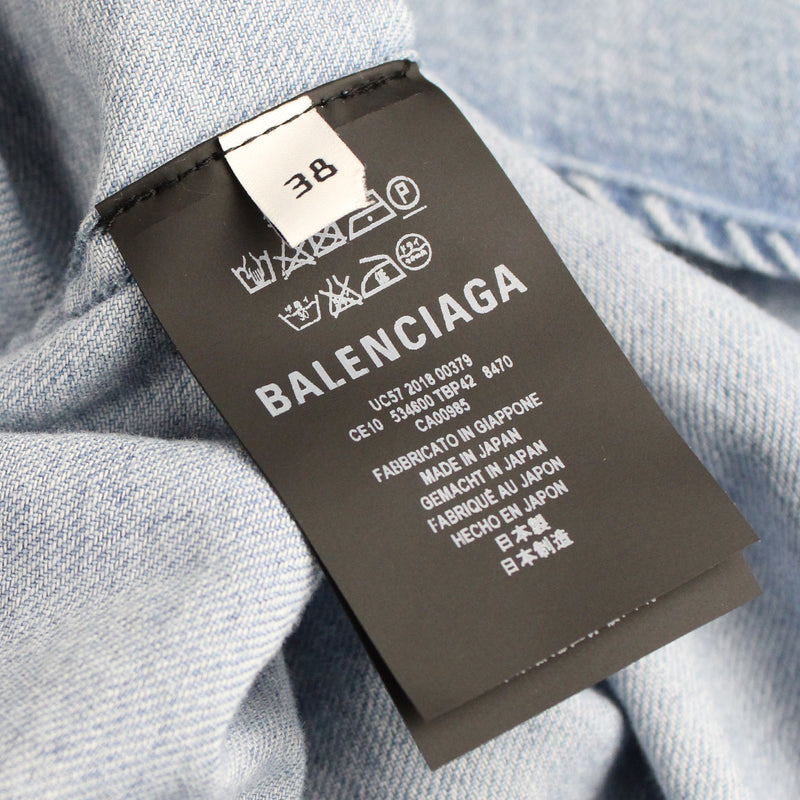 38
P
BALENCIAGA
UC57 2018 00379
CE10 534600 TBP42 8470
CA00985
FABBRICATO IN GIAPPONE
MADE IN JAPAN
GEMACHT IN JAPAN
FABRIQUÉ AU JAPON
HECHO EN JAPON
日本製
日本制造